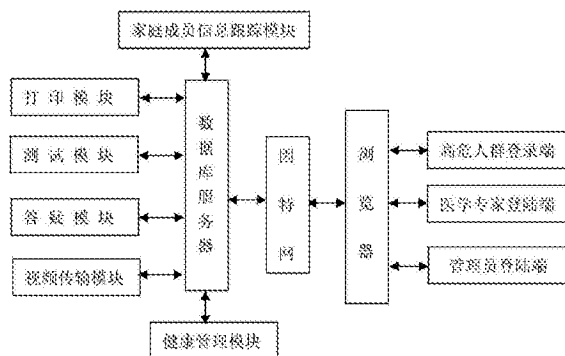 家庭成员信息跟踪模块
打印模块
测试模块
答疑模块
视频传输模块
数据库服务器
因特网
浏览器
高危人群登录端
医学专家登陆端
管理员登陆端
健康管理模块